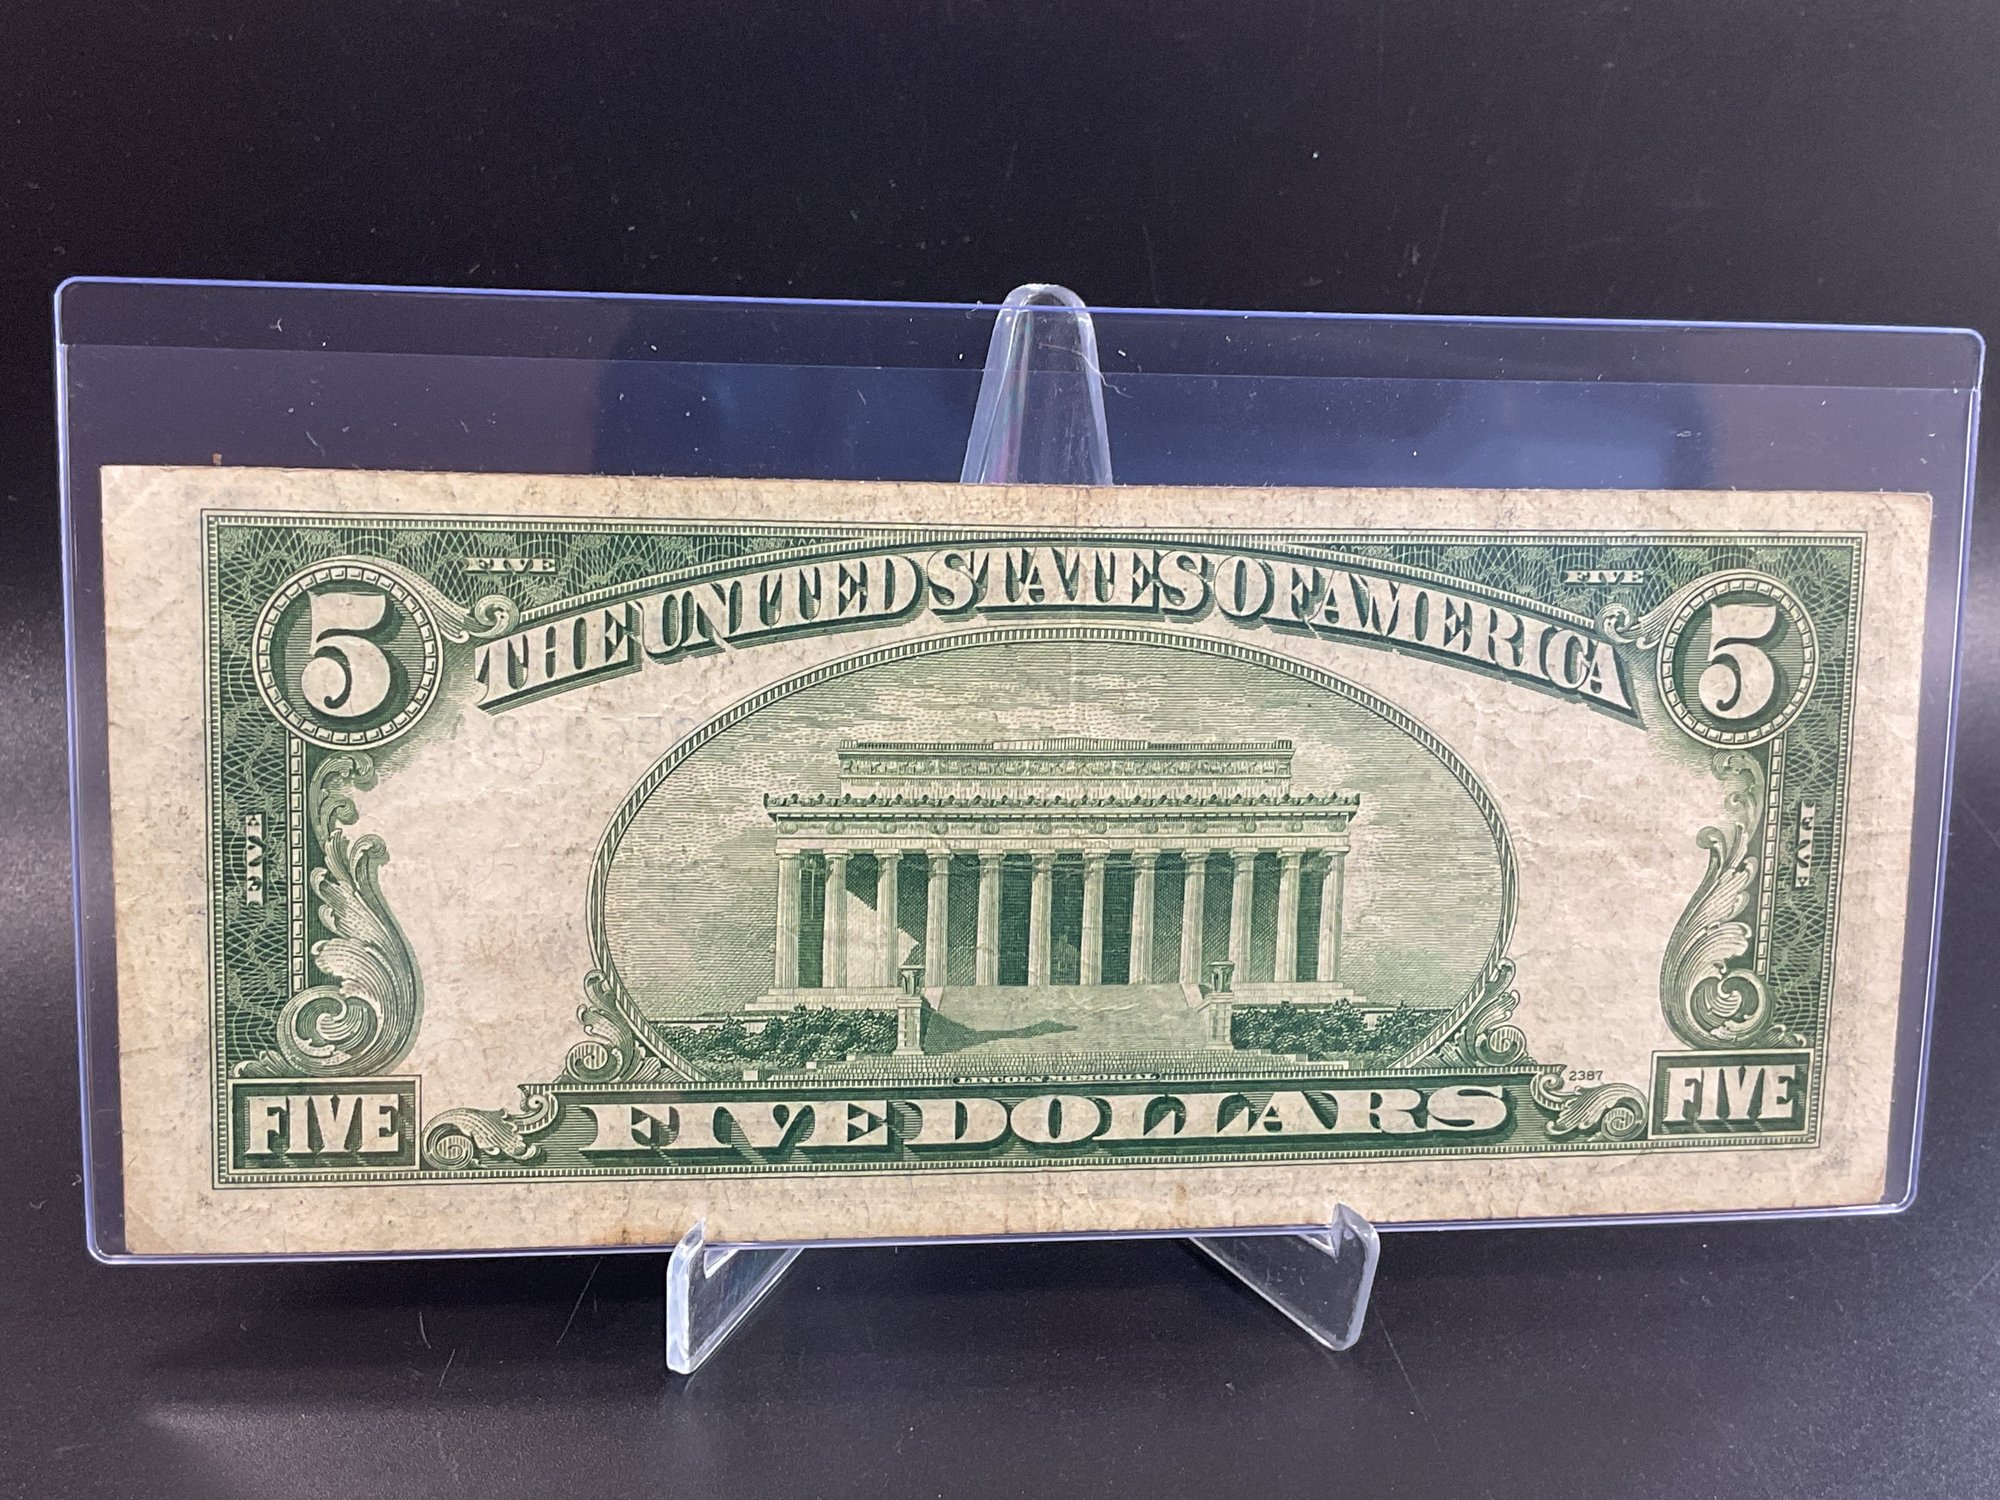 FIVE FIVE
5 THE UNITED STATES OF AMERICA 5
FIVE FIVE
LINCOLN MEMORIAL
2387
FIVE FIVE DOLLARS FIVE